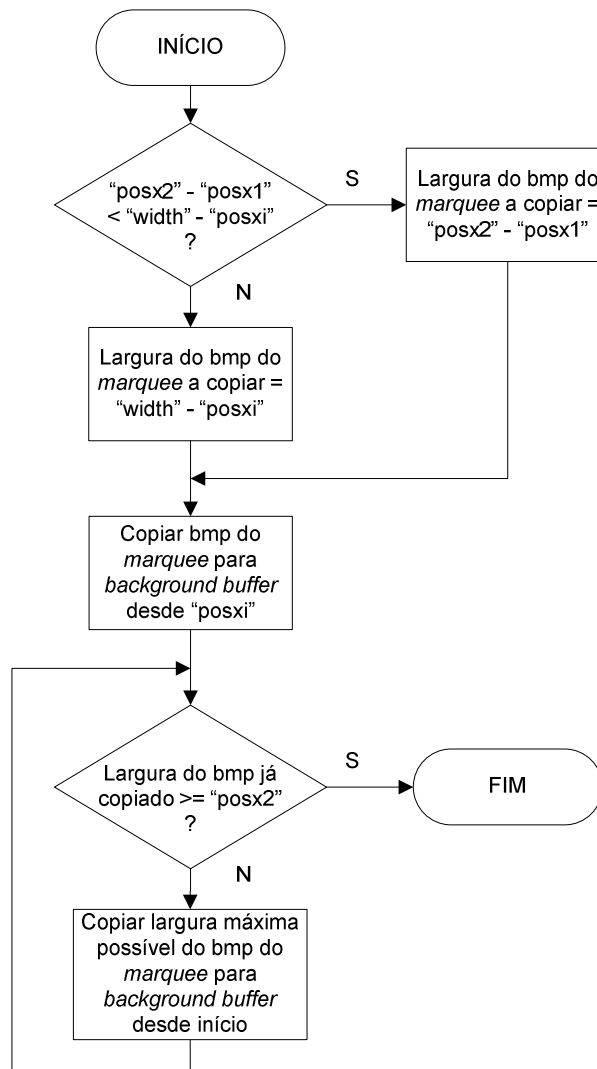 INÍCIO
“posx2” - “posx1”
< “width” - “posxi”
?
S
Largura do bmp do
marquee a copiar =
“posx2” - “posx1”
N
Largura do bmp do
marquee a copiar =
“width” - “posxi”
Copiar bmp do
marquee para
background buffer
desde “posxi”
Largura do bmp já
copiado >= “posx2”
?
S
FIM
N
Copiar largura máxima
possível do bmp do
marquee para
background buffer
desde início